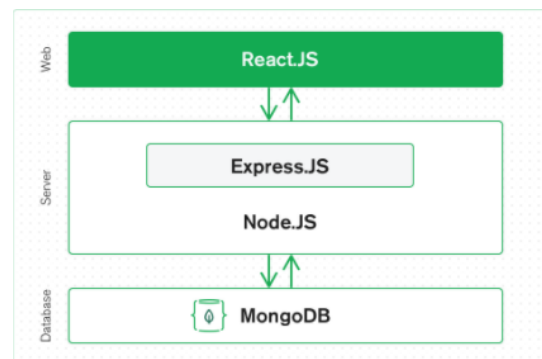 Web
React.JS
Server
Express.JS
Node.JS
Database
MongoDB